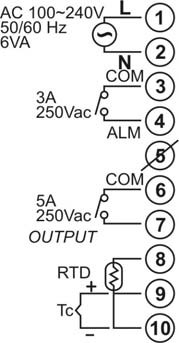 AC 100~240V
50/60 Hz
6VA
L
1
2
N
COM
3
3A
250Vac
4
ALM
5
COM
6
5A
250Vac
7
OUTPUT
8
RTD
+
9
Tc
−
10